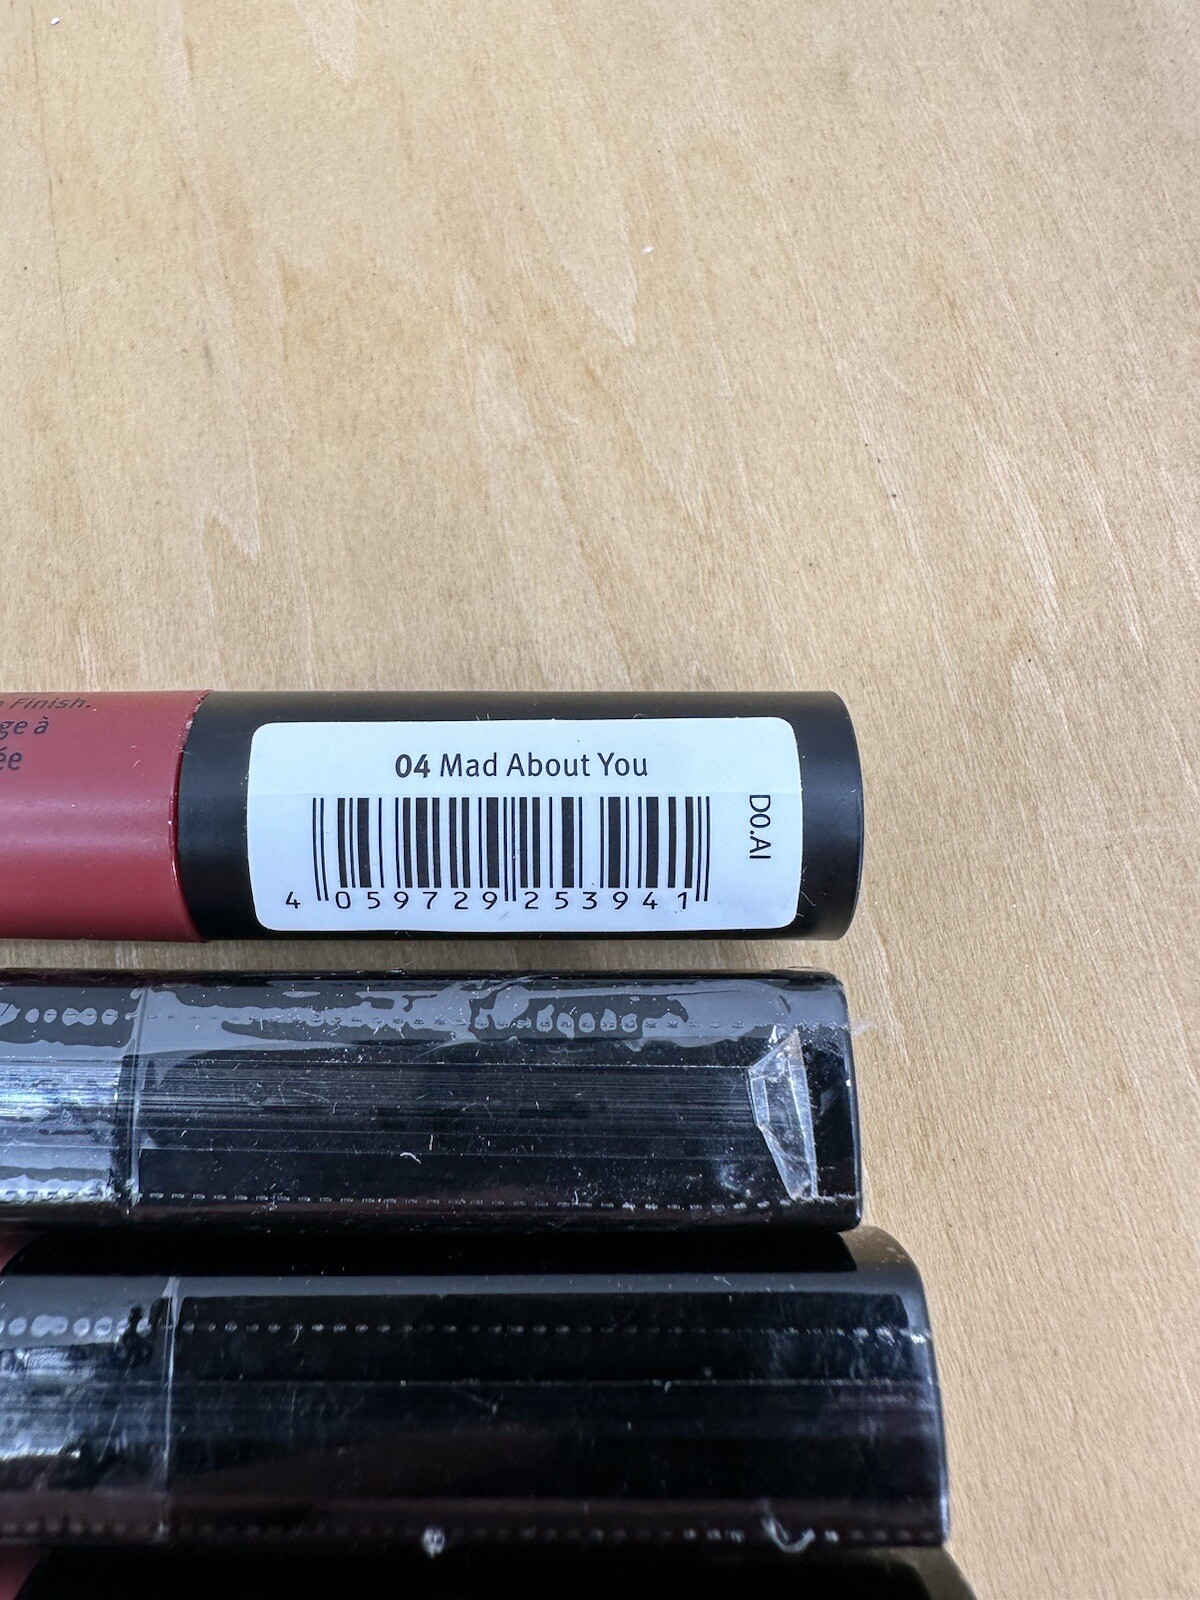 Finish.
ge à
ée
04 Mad About You
4 059729 253941
D0.AI